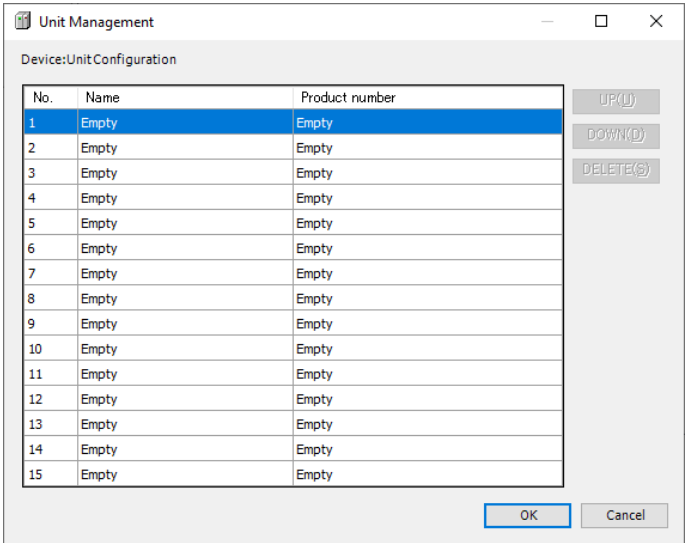 Unit Management
Device:UnitConfiguration
No. Name Product number
1 Empty Empty
2 Empty Empty
3 Empty Empty
4 Empty Empty
5 Empty Empty
6 Empty Empty
7 Empty Empty
8 Empty Empty
9 Empty Empty
10 Empty Empty
11 Empty Empty
12 Empty Empty
13 Empty Empty
14 Empty Empty
15 Empty Empty
UP(U)
DOWN(D)
DELETE(S)
OK Cancel